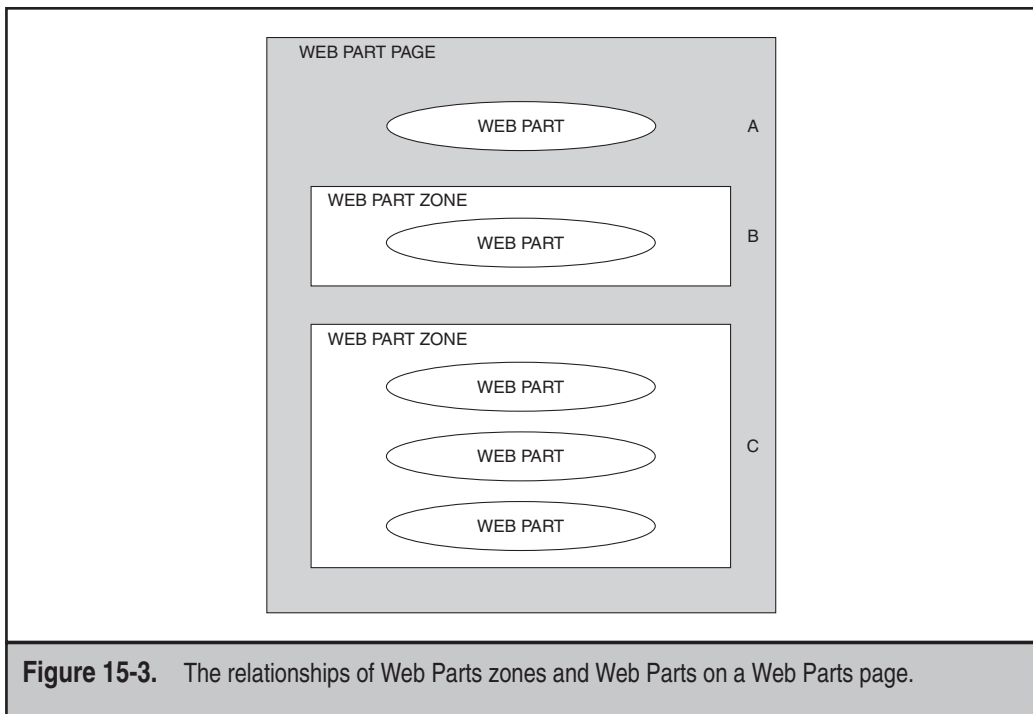 WEB PART PAGE
WEB PART
A
WEB PART ZONE
WEB PART
B
WEB PART ZONE
WEB PART
WEB PART
C
WEB PART
Figure 15-3. The relationships of Web Parts zones and Web Parts on a Web Parts page.